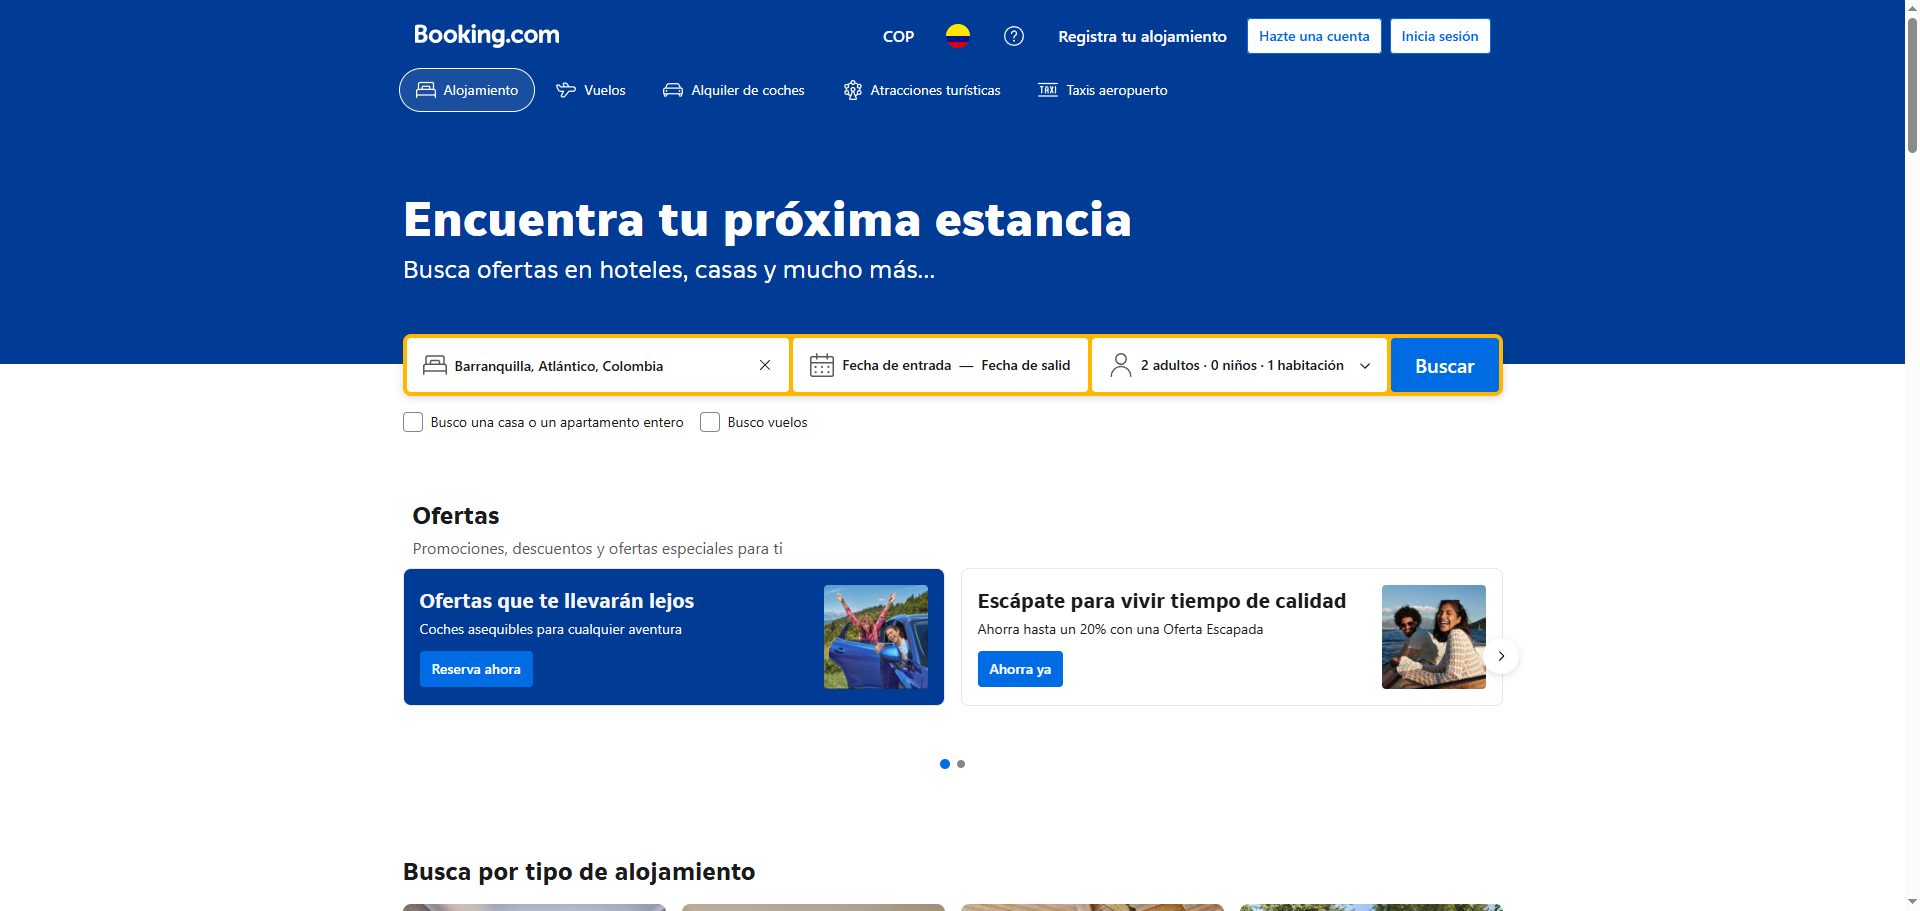 Booking.com
COP
Registra tu alojamiento
Hazte una cuenta
Inicia sesión
Alojamiento
Vuelos
Alquiler de coches
Atracciones turísticas
TAXI
Taxis aeropuerto
Encuentra tu próxima estancia
Busca ofertas en hoteles, casas y mucho más...
Barranquilla, Atlántico, Colombia
Fecha de entrada — Fecha de salid
2 adultos · 0 niños · 1 habitación
Buscar
Busco una casa o un apartamento entero
Busco vuelos
Ofertas
Promociones, descuentos y ofertas especiales para ti
Ofertas que te llevarán lejos
Coches asequibles para cualquier aventura
Reserva ahora
Escápate para vivir tiempo de calidad
Ahorra hasta un 20% con una Oferta Escapada
Ahorra ya
Busca por tipo de alojamiento